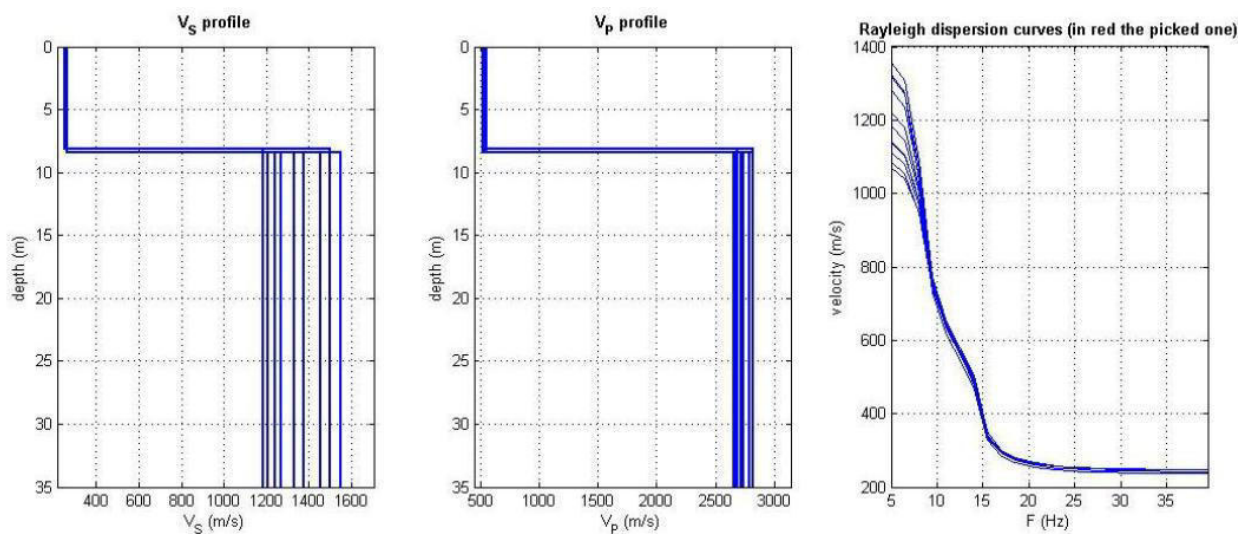 V_S profile
0
5
10
15
20
25
30
35
depth (m)
400 600 800 1000 1200 1400 1600
V_S (m/s)
V_P profile
0
5
10
15
20
25
30
35
depth (m)
500 1000 1500 2000 2500 3000
V_P (m/s)
Rayleigh dispersion curves (in red the picked one)
1400
1200
1000
800
600
400
200
velocity (m/s)
5 10 15 20 25 30 35
F (Hz)